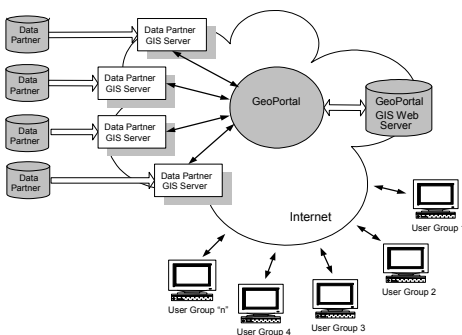 Data
Partner
Data Partner
GIS Server
Data
Partner
Data Partner
GIS Server
Data
Partner
Data Partner
GIS Server
Data
Partner
Data Partner
GIS Server
GeoPortal
GeoPortal
GIS Web
Server
Internet
User Group
User Group 2
User Group 3
User Group 4
User Group "n"